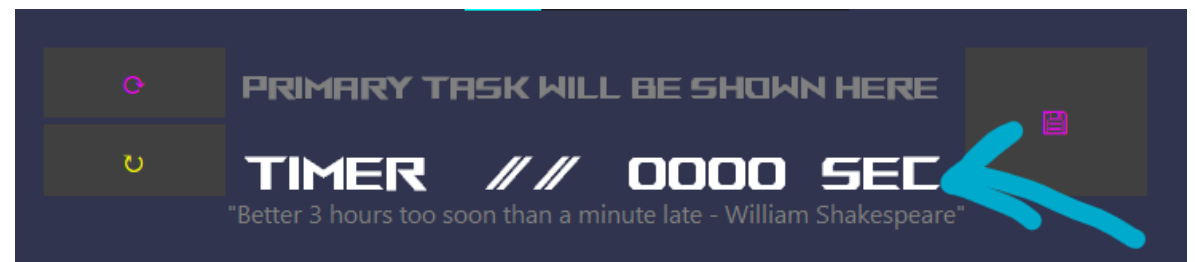 PRIMARY TASK WILL BE SHOWN HERE
TIMER // 0000 SEC
"Better 3 hours too soon than a minute late - William Shakespeare"